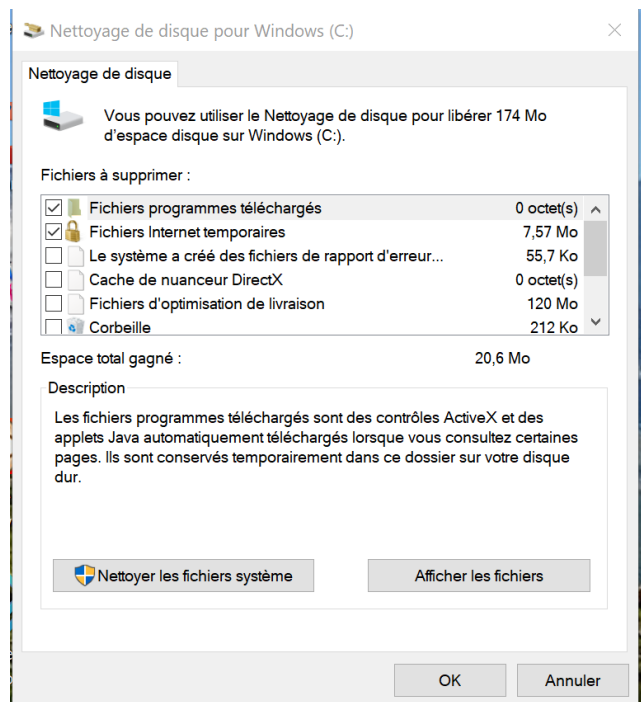 Nettoyage de disque pour Windows (C:)
Nettoyage de disque
Vous pouvez utiliser le Nettoyage de disque pour libérer 174 Mo
d'espace disque sur Windows (C:).
Fichiers à supprimer :
Fichiers programmes téléchargés 0 octet(s)
Fichiers Internet temporaires 7,57 Mo
Le système a créé des fichiers de rapport d'erreur... 55,7 Ko
Cache de nuanceur DirectX 0 octet(s)
Fichiers d'optimisation de livraison 120 Mo
Corbeille 212 Ko
Espace total gagné : 20,6 Mo
Description
Les fichiers programmes téléchargés sont des contrôles ActiveX et des
applets Java automatiquement téléchargés lorsque vous consultez certaines
pages. Ils sont conservés temporairement dans ce dossier sur votre disque
dur.
Nettoyer les fichiers système Afficher les fichiers
OK Annuler